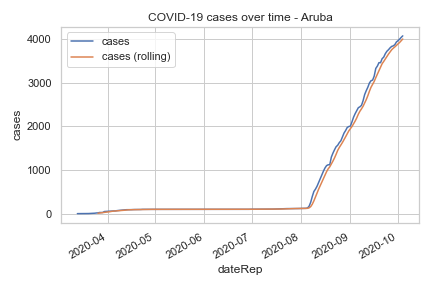 COVID-19 cases over time - Aruba
cases
cases (rolling)
4000
3000
2000
1000
0
cases
2020-04
2020-05
2020-06
2020-07
2020-08
2020-09
2020-10
dateRep